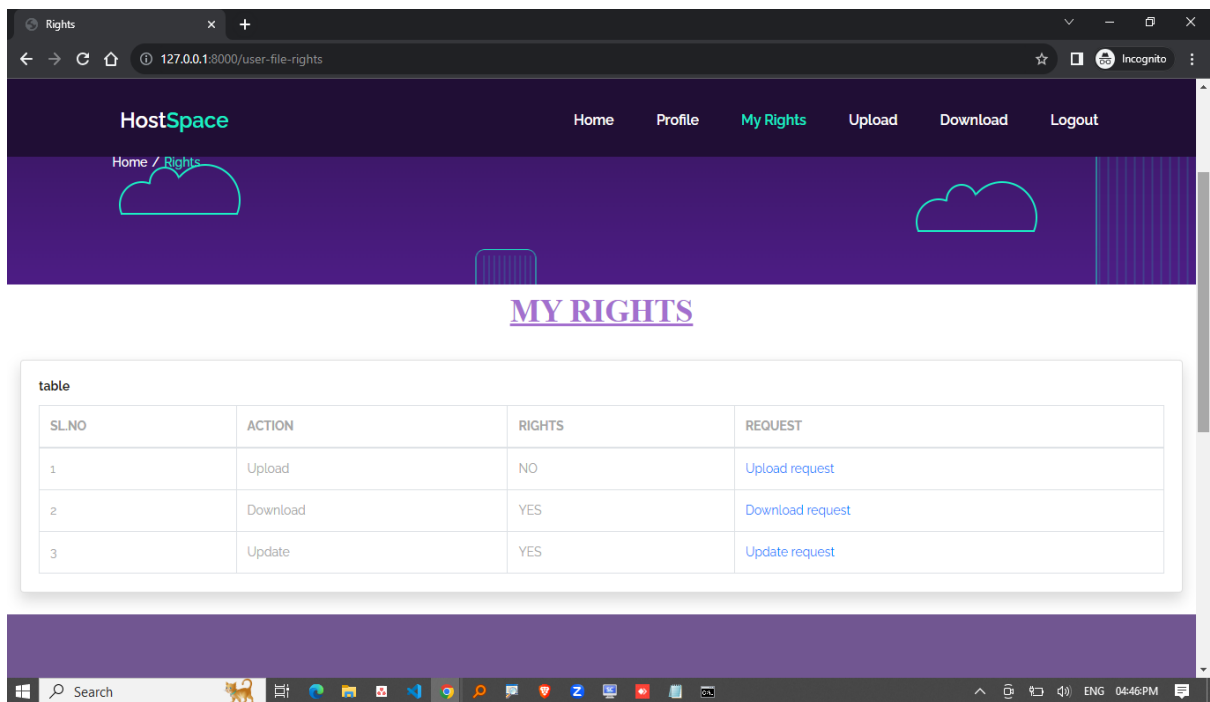 Rights
127.0.0.1:8000/user-file-rights
Incognito
HostSpace Home Profile My Rights Upload Download Logout
Home / Rights
MY RIGHTS
table
SL.NO ACTION RIGHTS REQUEST
1 Upload NO Upload request
2 Download YES Download request
3 Update YES Update request
Search ENG 04:46:PM